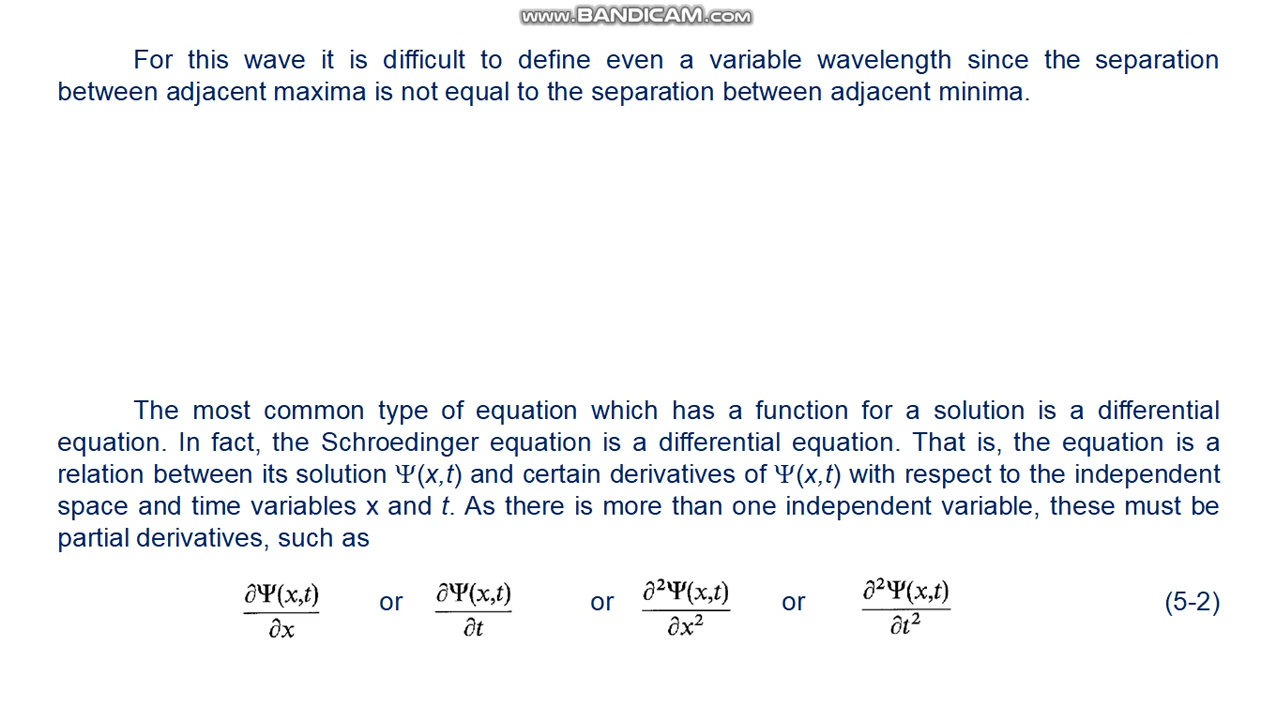 www.BANDICAM.com
For this wave it is difficult to define even a variable wavelength since the separation
between adjacent maxima is not equal to the separation between adjacent minima.
The most common type of equation which has a function for a solution is a differential
equation. In fact, the Schroedinger equation is a differential equation. That is, the equation is a
relation between its solution Ψ(x,t) and certain derivatives of Ψ(x,t) with respect to the independent
space and time variables x and t. As there is more than one independent variable, these must be
partial derivatives, such as
∂Ψ(x,t)/∂x or ∂Ψ(x,t)/∂t or ∂²Ψ(x,t)/∂x² or ∂²Ψ(x,t)/∂t² (5-2)